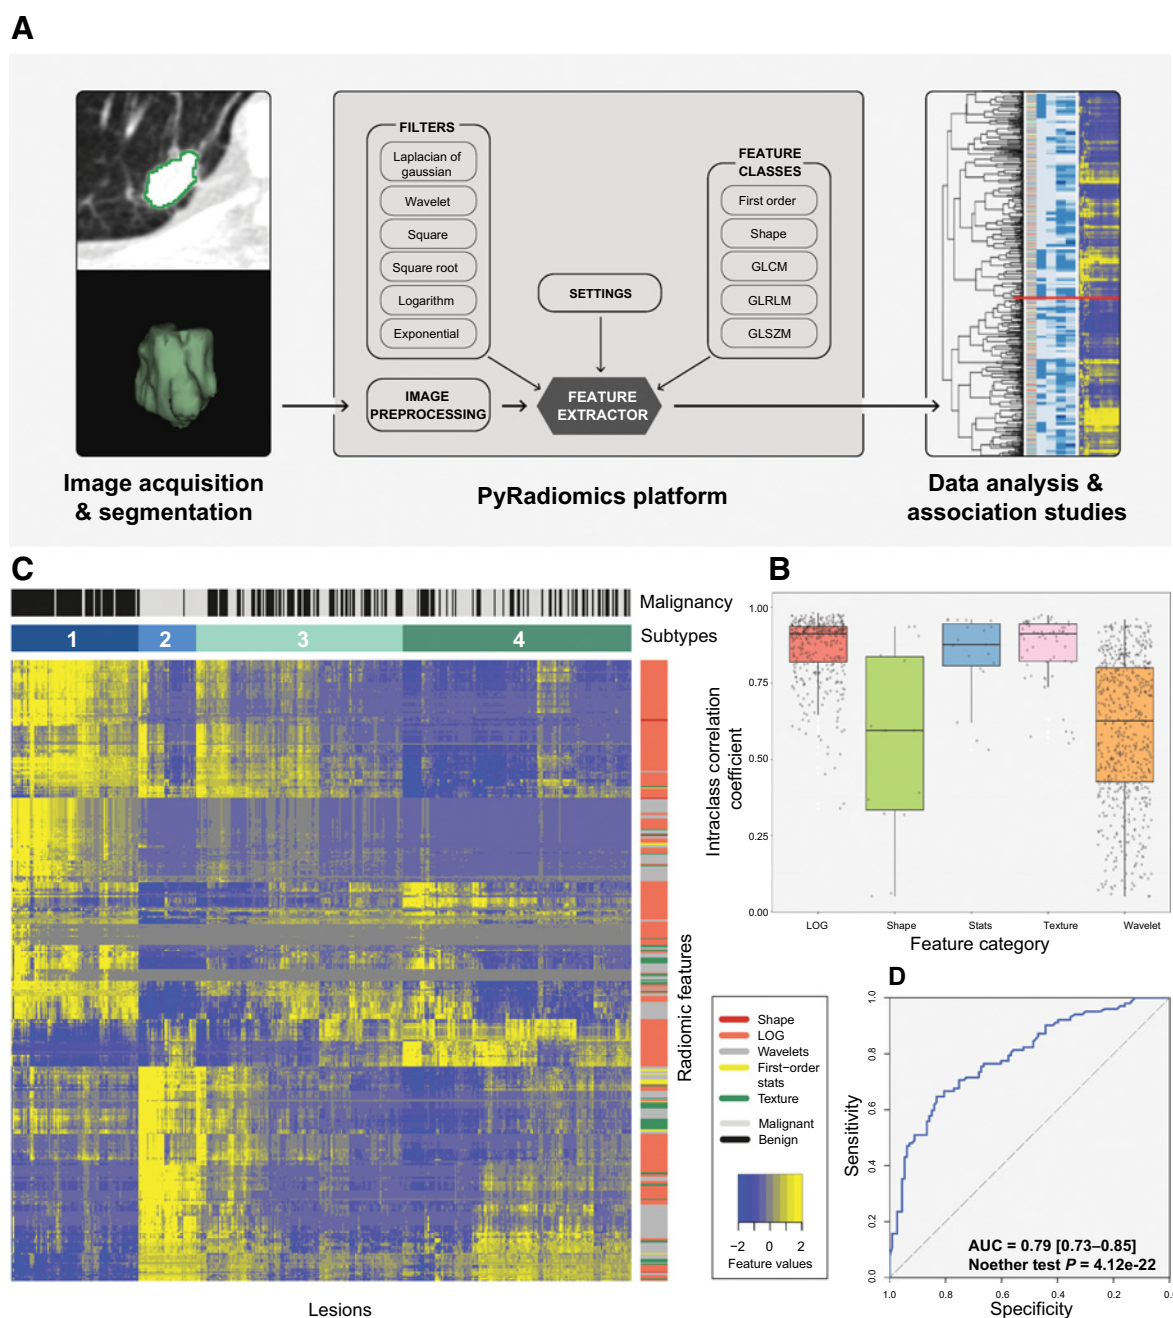 A
FILTERS
Laplacian of
gaussian
Wavelet
Square
Square root
Logarithm
Exponential
SETTINGS
FEATURE
CLASSES
First order
Shape
GLCM
GLRLM
GLSZM
IMAGE
PREPROCESSING
FEATURE
EXTRACTOR
Image acquisition
& segmentation
PyRadiomics platform
Data analysis &
association studies
C
Malignancy
1 2 3 4
Subtypes
Radiomic features
Lesions
B
1.00
0.75
0.50
0.25
0.00
Intraclass correlation
coefficient
LOG Shape Stats Texture Wavelet
Feature category
Shape
LOG
Wavelets
First-order
stats
Texture
Malignant
Benign
−2 0 2
Feature values
D
1.0
0.8
0.6
0.4
0.2
0.0
Sensitivity
AUC = 0.79 [0.73–0.85]
Noether test P = 4.12e-22
1.0 0.8 0.6 0.4 0.2
Specificity